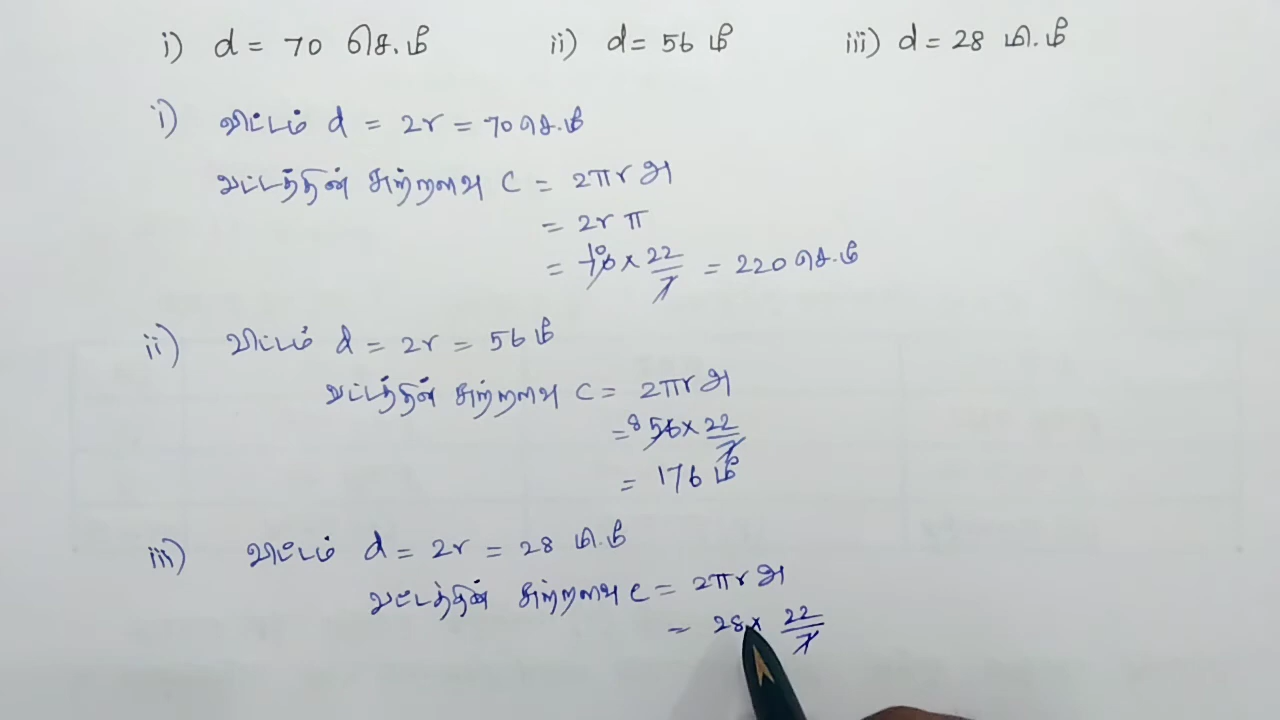 i) d = 70 செ.மீ ii) d = 56 மீ iii) d = 28 மி.மீ
i) விட்டம் d = 2r = 70 செ.மீ
வட்டத்தின் சுற்றளவு C = 2πr அ
= 2r π
= 70 10 × 22/7 = 220 செ.மீ
ii) விட்டம் d = 2r = 56 மீ
வட்டத்தின் சுற்றளவு C = 2πr அ
= 8 56 × 22/7
= 176 மீ
iii) விட்டம் d = 2r = 28 மி.மீ
வட்டத்தின் சுற்றளவு C = 2πr அ
= 28 × 22/7